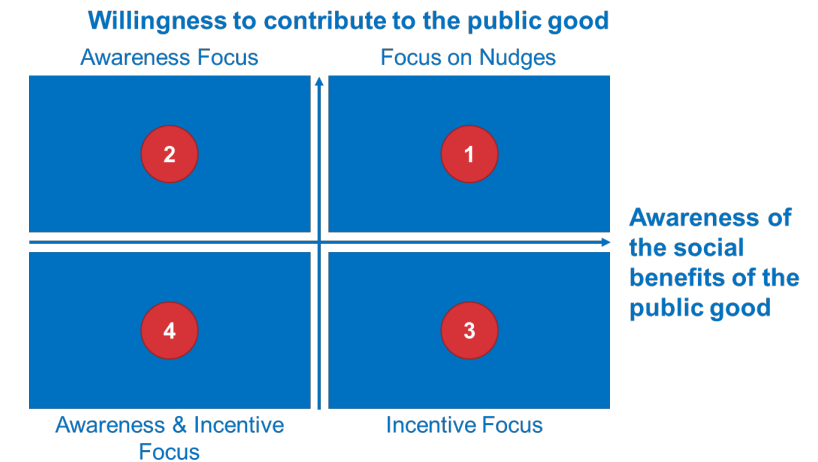 Willingness to contribute to the public good
Awareness Focus
Focus on Nudges
2
1
Awareness of
the social
benefits of the
public good
4
3
Awareness & Incentive
Focus
Incentive Focus